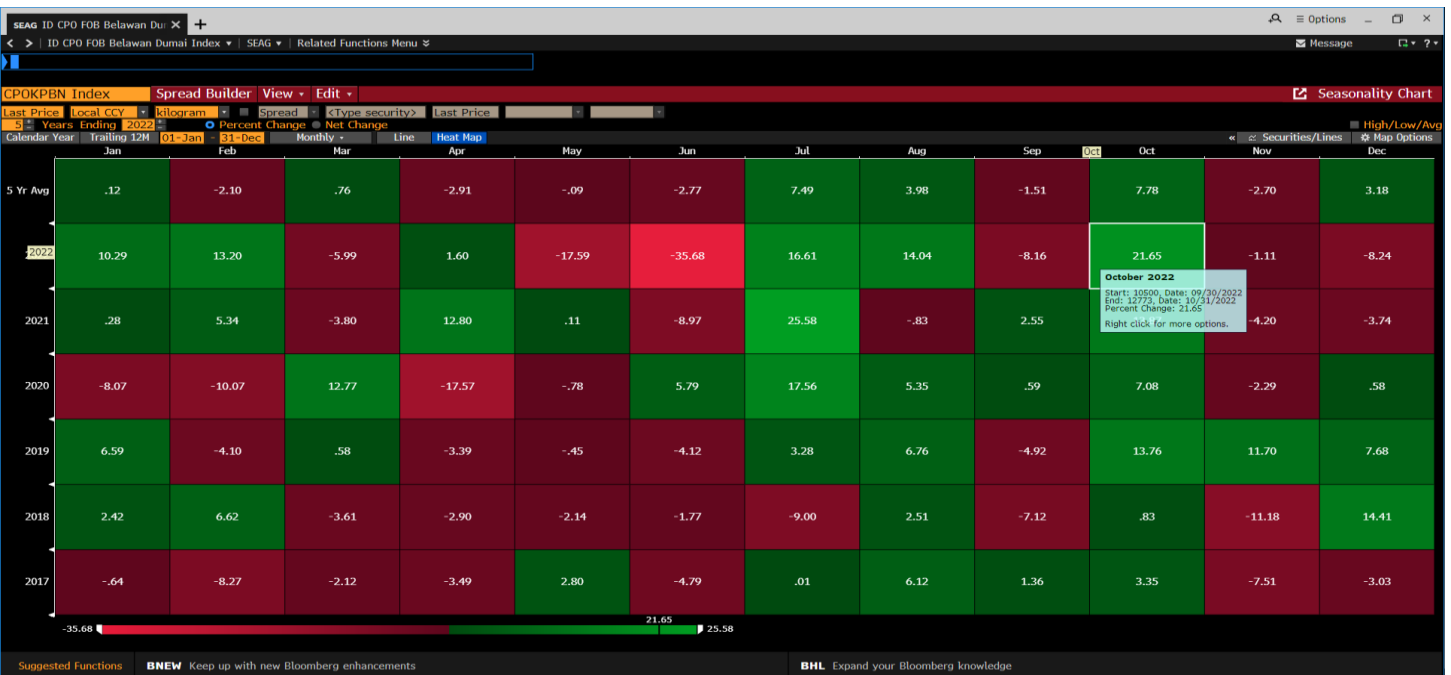 SEAG ID CPO FOB Belawan Du × +
Options
< > ID CPO FOB Belawan Dumai Index SEAG Related Functions Menu
Message ?
CPOKPBN Index Spread Builder View Edit Seasonality Chart
Last Price Local CCY kilogram Spread <Type security> Last Price
5 Years Ending 2022 Percent Change Net Change High/Low/Avg
Calendar Year Trailing 12M 01-Jan - 31-Dec Monthly Line Heat Map « Securities/Lines Map Options
Jan Feb Mar Apr May Jun Jul Aug Sep Oct Oct Nov Dec
5 Yr Avg .12 -2.10 .76 -2.91 -.09 -2.77 7.49 3.98 -1.51 7.78 -2.70 3.18
2022 10.29 13.20 -5.99 1.60 -17.59 -35.68 16.61 14.04 -8.16 21.65 -1.11 -8.24
October 2022
Start: 10500, Date: 09/30/2022
End: 12773, Date: 10/31/2022
Percent Change: 21.65
Right click for more options.
2021 .28 5.34 -3.80 12.80 .11 -8.97 25.58 -.83 2.55 -4.20 -3.74
2020 -8.07 -10.07 12.77 -17.57 -.78 5.79 17.56 5.35 .59 7.08 -2.29 .58
2019 6.59 -4.10 .58 -3.39 -.45 -4.12 3.28 6.76 -4.92 13.76 11.70 7.68
2018 2.42 6.62 -3.61 -2.90 -2.14 -1.77 -9.00 2.51 -7.12 .83 -11.18 14.41
2017 -.64 -8.27 -2.12 -3.49 2.80 -4.79 .01 6.12 1.36 3.35 -7.51 -3.03
21.65
-35.68 25.58
Suggested Functions BNEW Keep up with new Bloomberg enhancements BHL Expand your Bloomberg knowledge